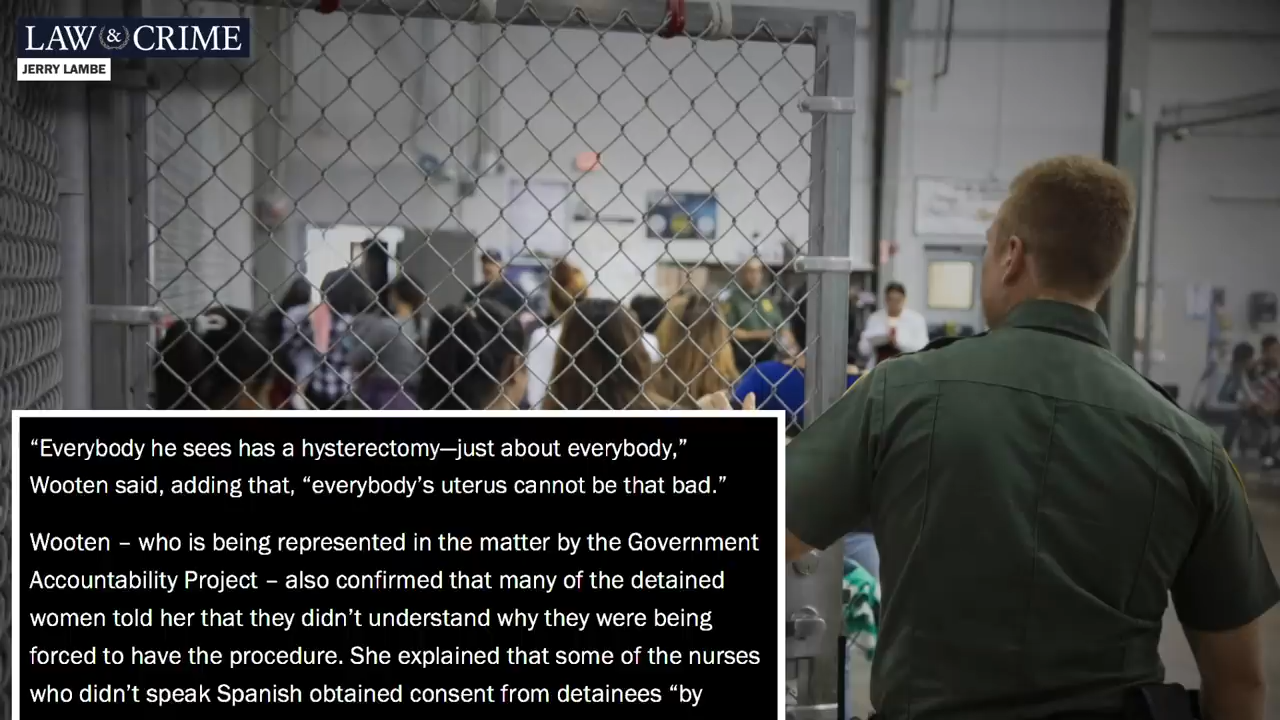 LAW & CRIME
JERRY LAMBE
“Everybody he sees has a hysterectomy—just about everybody,”
Wooten said, adding that, “everybody’s uterus cannot be that bad.”
Wooten – who is being represented in the matter by the Government
Accountability Project – also confirmed that many of the detained
women told her that they didn’t understand why they were being
forced to have the procedure. She explained that some of the nurses
who didn’t speak Spanish obtained consent from detainees “by